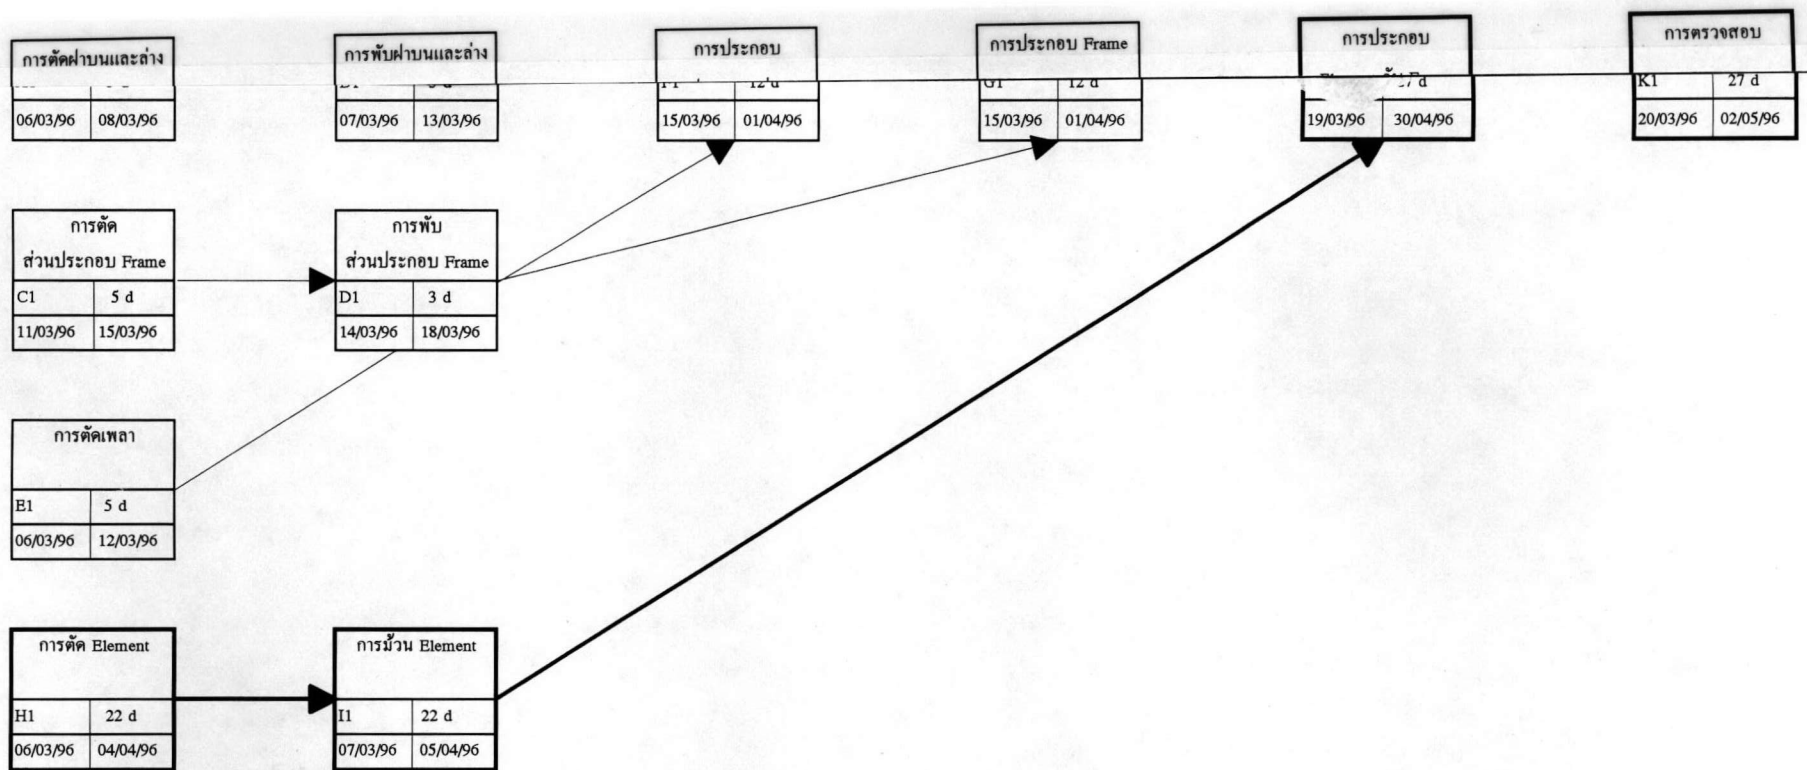 การตัดฝาบนและล่าง
06/03/96 08/03/96
การพับฝาบนและล่าง
07/03/96 13/03/96
การประกอบ
12 d
15/03/96 01/04/96
การประกอบ Frame
G1 12 d
15/03/96 01/04/96
การประกอบ
19/03/96 30/04/96
การตรวจสอบ
K1 27 d
20/03/96 02/05/96
การตัด
ส่วนประกอบ Frame
C1 5 d
11/03/96 15/03/96
การพับ
ส่วนประกอบ Frame
D1 3 d
14/03/96 18/03/96
การตัดเพลา
E1 5 d
06/03/96 12/03/96
การตัด Element
H1 22 d
06/03/96 04/04/96
การม้วน Element
I1 22 d
07/03/96 05/04/96